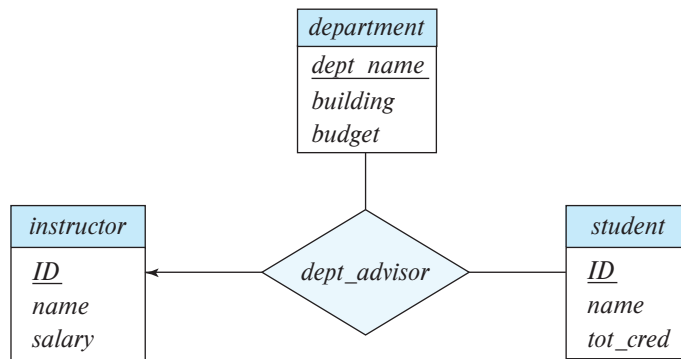 department
dept_name
building
budget
instructor
ID
name
salary
dept_advisor
student
ID
name
tot_cred